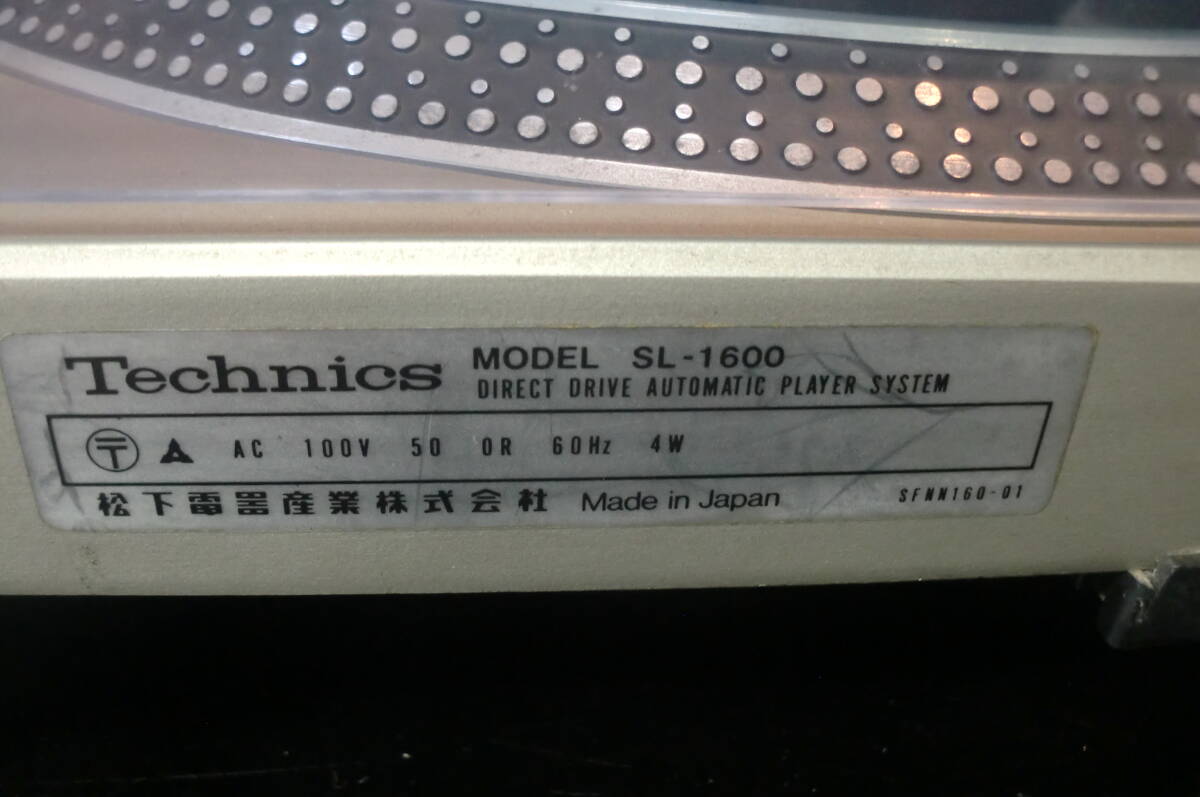 Technics MODEL SL-1600
DIRECT DRIVE AUTOMATIC PLAYER SYSTEM
〒 AC 100V 50 OR 60Hz 4W
松下電器産業株式会社 Made in Japan SFNN160-01